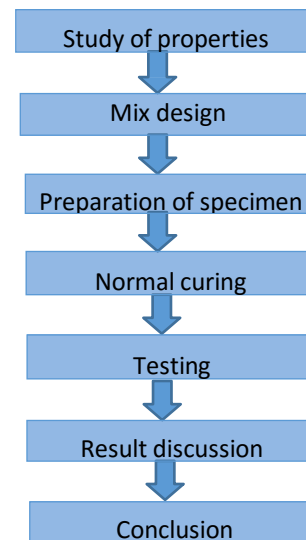 Study of properties
Mix design
Preparation of specimen
Normal curing
Testing
Result discussion
Conclusion